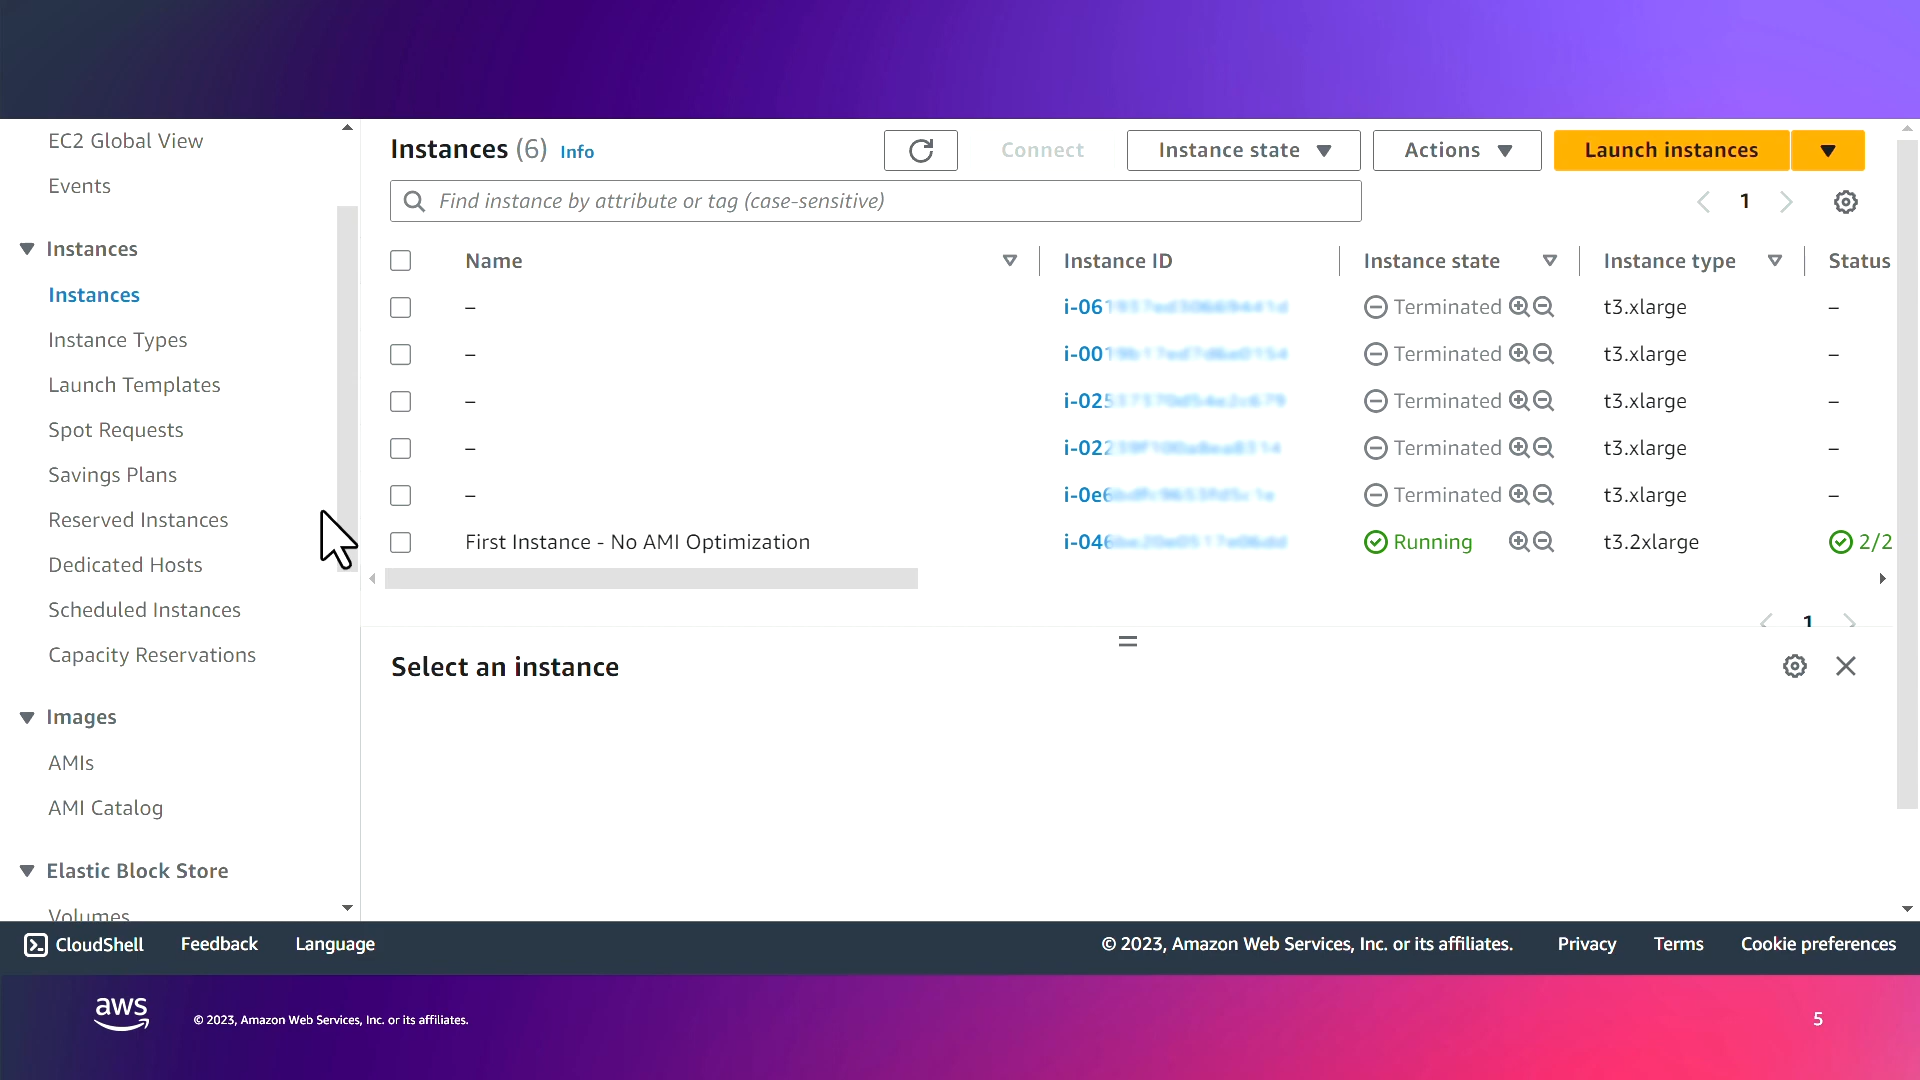 EC2 Global View
Events
Instances
Instances
Instance Types
Launch Templates
Spot Requests
Savings Plans
Reserved Instances
Dedicated Hosts
Scheduled Instances
Capacity Reservations
Images
AMIs
AMI Catalog
Elastic Block Store
Volumes
Instances (6) Info
Connect
Instance state
Actions
Launch instances
Find instance by attribute or tag (case-sensitive)
1
Name Instance ID Instance state Instance type Status
– i-061 Terminated t3.xlarge –
– i-001 Terminated t3.xlarge –
– i-025 Terminated t3.xlarge –
– i-022 Terminated t3.xlarge –
– i-0e6 Terminated t3.xlarge –
First Instance - No AMI Optimization i-046 Running t3.2xlarge 2/2
1
Select an instance
CloudShell Feedback Language © 2023, Amazon Web Services, Inc. or its affiliates. Privacy Terms Cookie preferences
aws © 2023, Amazon Web Services, Inc. or its affiliates. 5